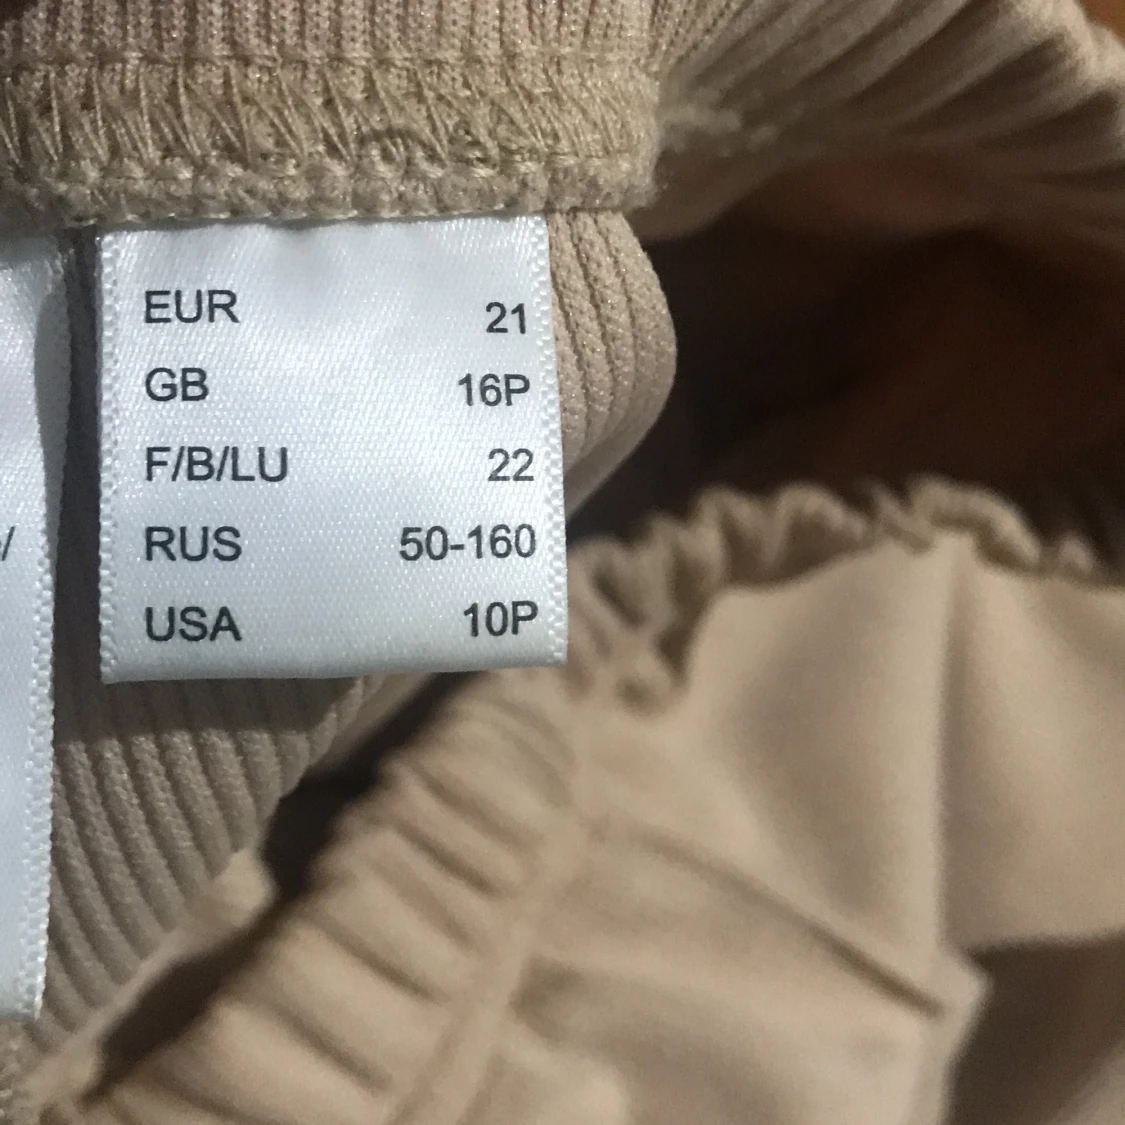 EUR 21
GB 16P
F/B/LU 22
RUS 50-160
USA 10P
/